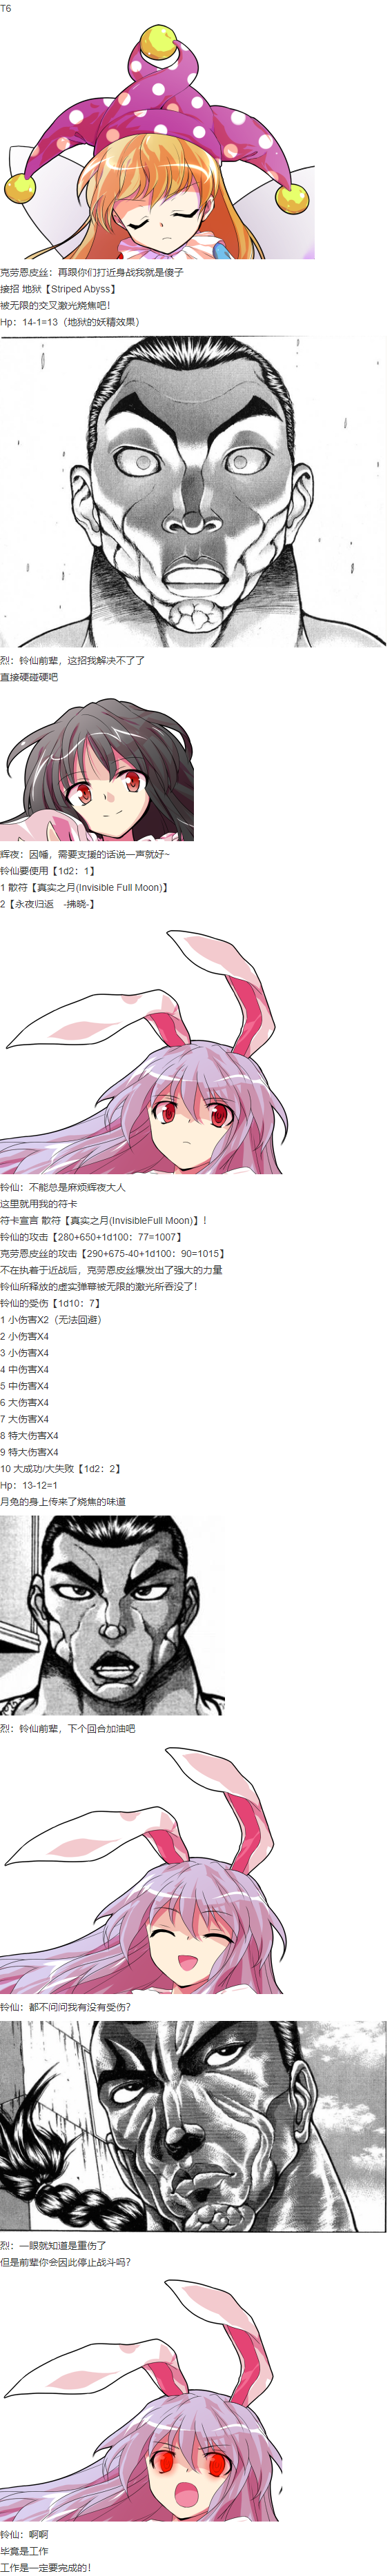 T6
克劳恩皮丝：再跟你们打近身战我就是傻子
接招 地狱【Striped Abyss】
被无限的交叉激光烧焦吧！
Hp：14-1=13（地狱的妖精效果）
烈：铃仙前辈，这招我解决不了了
直接硬碰硬吧
辉夜：因幡，需要支援的话说一声就好~
铃仙要使用【1d2：1】
1 散符【真实之月(Invisible Full Moon)】
2【永夜归返　-拂晓-】
铃仙：不能总是麻烦辉夜大人
这里就用我的符卡
符卡宣言 散符【真实之月(InvisibleFull Moon)】！
铃仙的攻击【280+650+1d100：77=1007】
克劳恩皮丝的攻击【290+675-40+1d100：90=1015】
不在执着于近战后，克劳恩皮丝爆发出了强大的力量
铃仙所释放的虚实弹幕被无限的激光所吞没了！
铃仙的受伤【1d10：7】
1 小伤害X2（无法回避）
2 小伤害X4
3 小伤害X4
4 中伤害X4
5 中伤害X4
6 大伤害X4
7 大伤害X4
8 特大伤害X4
9 特大伤害X4
10 大成功/大失败【1d2：2】
Hp：13-12=1
月兔的身上传来了烧焦的味道
烈：铃仙前辈，下个回合加油吧
铃仙：都不问问我有没有受伤？
烈：一眼就知道是重伤了
但是前辈你会因此停止战斗吗？
铃仙：啊啊
毕竟是工作
工作是一定要完成的！